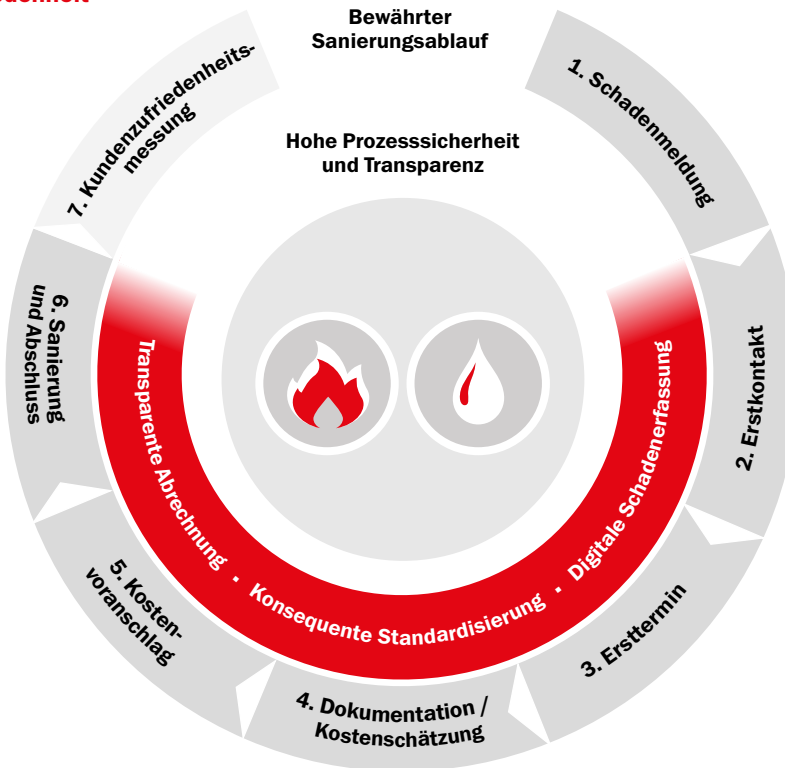 Bewährter
Sanierungsablauf
Hohe Prozesssicherheit
und Transparenz
1. Schadenmeldung
2. Erstkontakt
3. Ersttermin
4. Dokumentation /
Kostenschätzung
5. Kosten-
voranschlag
6. Sanierung
und Abschluss
7. Kundenzufriedenheits-
messung
Transparente Abrechnung · Konsequente Standardisierung · Digitale Schadenerfassung